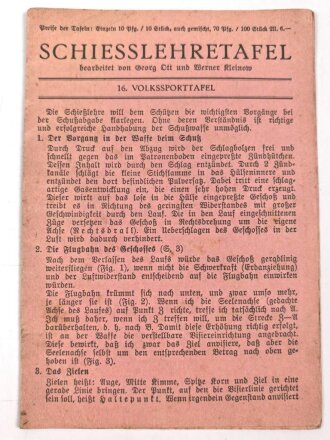 Preise der Tafeln: Einzeln 10 Pfg. / 10 Stück, auch gemischt, 70 Pfg. / 100 Stück M. 6.—
SCHIESSLEHRETAFEL
bearbeitet von Georg Ott und Werner Kleinow
16. VOLKSSPORTTAFEL
Die Schießlehre will dem Schützen die wichtigsten Vorgänge bei
der Schußabgabe klarlegen. Ohne deren Verständnis ist richtige
und erfolgreiche Handhabung der Schußwaffe unmöglich.
1. Der Vorgang in der Waffe beim Schuß
Durch Druck auf den Abzug wird der Schlagbolzen frei und
schnellt gegen das im Patronenboden eingesetzte Zündhütchen.
Dessen Inhalt wird durch den Schlag entzündet. Durch 2 Zünd-
kanäle schlägt die kleine Stichflamme in das Hülseninnere und
entzündet den dort befindlichen Pulversatz. Dabei tritt eine schlag-
artige Gasentwicklung ein, die einen sehr hohen Druck erzeugt.
Dieser wirkt auf das lose in die Hülse eingesetzte Geschoß und
treibt es in Richtung des geringsten Widerstandes mit großer
Geschwindigkeit durch den Lauf. Die in den Lauf eingeschnittenen
Züge versetzen das Geschoß in Rechtsdrehung um die eigene
Achse (Rechtsdrall). Ein Ueberschlagen des Geschosses in der
Luft wird dadurch verhindert.
2. Die Flugbahn des Geschosses (S. 3)
Nach dem Verlassen des Laufs würde das Geschoß geradlinig
weiterfliegen (Fig. 1), wenn nicht die Schwerkraft (Erdanziehung)
und der Luftwiderstand entscheidend auf die Flugbahn einwirken
würden.
Die Flugbahn krümmt sich nach unten, und zwar umso mehr,
je länger sie ist (Fig. 2). Wenn ich die Seelenachse (gedachte
Achse des Laufes) auf Punkt Z richte, treffe ich tatsächlich nach A.
Ich muß daher, wenn ich Z treffen will, um die Strecke Z—A
darüberhalten, d. h. nach B. Damit diese Erhöhung richtig erfolgt,
ist an der Waffe die verstellbare Visiereinrichtung angebracht.
Diese bewirkt, daß ich zwar das Ziel anvisiere, daß aber die
Seelenachse selbst um den entsprechenden Betrag nach oben ge-
hoben ist (Fig. 3).
3. Das Zielen
Zielen heißt: Auge, Mitte Kimme, Spitze Korn und Ziel in eine
gerade Linie bringen. Der Punkt, auf den die Visierlinie gerichtet
sein soll, heißt Haltepunkt. Wenn irgendein Gegenstand anvisiert